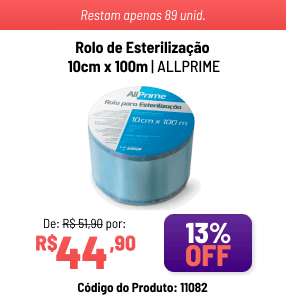 Restam apenas 89 unid.
Rolo de Esterilização
10cm x 100m | ALLPRIME
AllPrime
Rolo para Esterilização
10cm x 100 m
De: R$ 51,90 por:
R$44,90
13%
OFF
Código do Produto: 11082